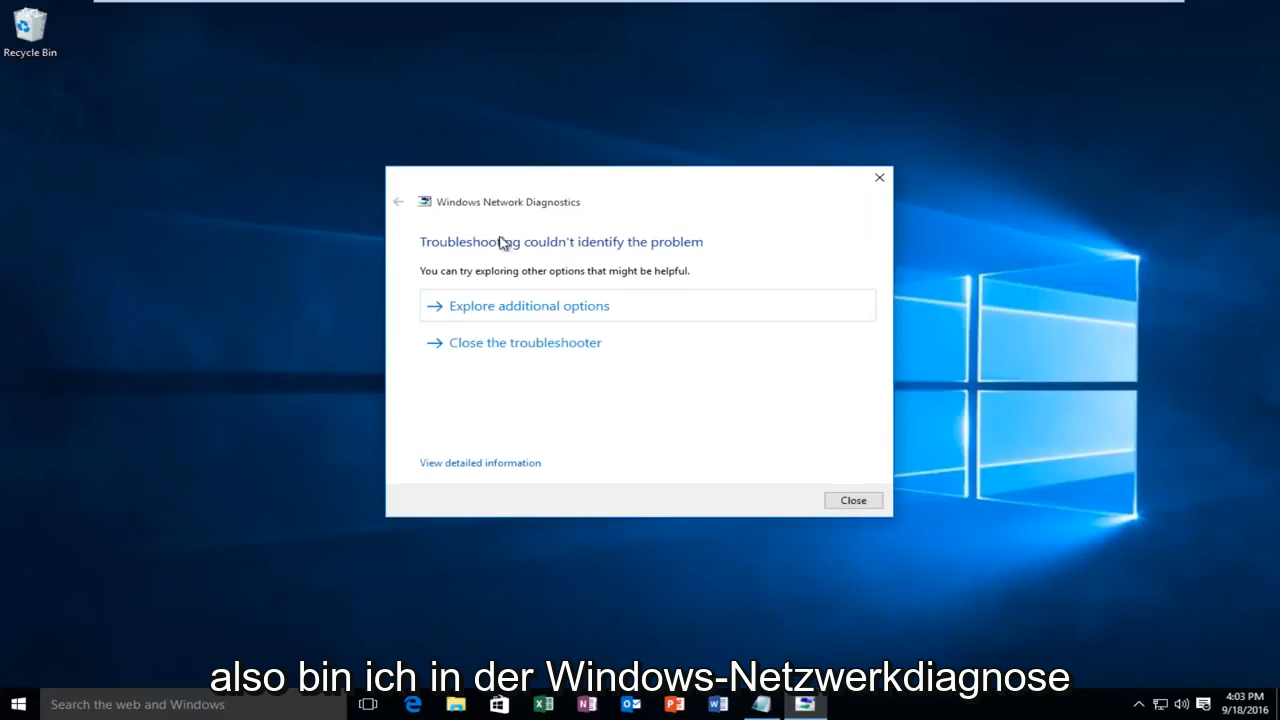 Recycle Bin
Windows Network Diagnostics
Troubleshooting couldn't identify the problem
You can try exploring other options that might be helpful.
Explore additional options
Close the troubleshooter
View detailed information
Close
also bin ich in der Windows-Netzwerkdiagnose
Search the web and Windows
4:03 PM
9/18/2016